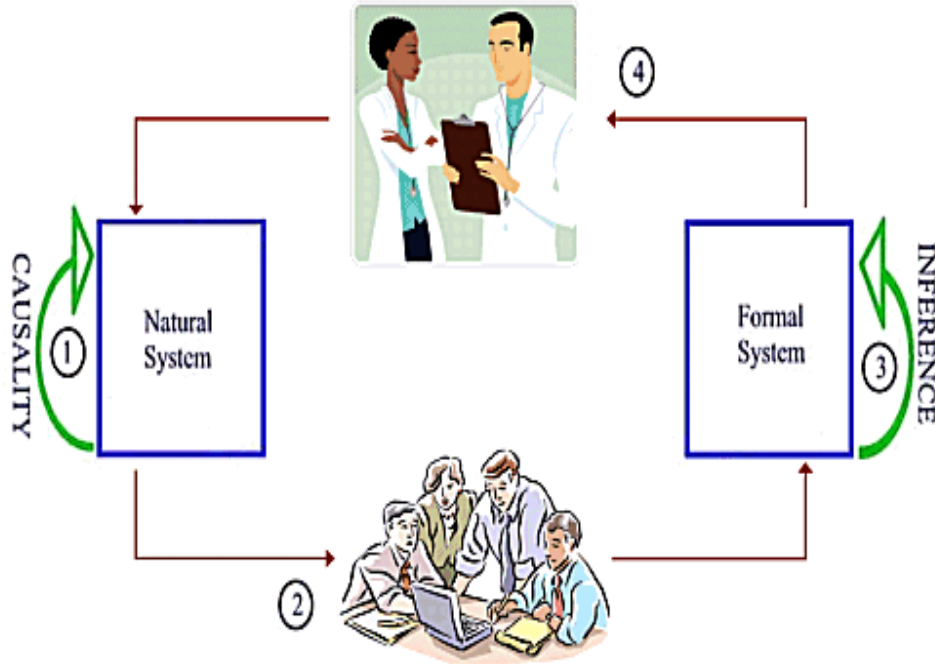 4
CAUSALITY
1
Natural
System
Formal
System
3
INFERENCE
2